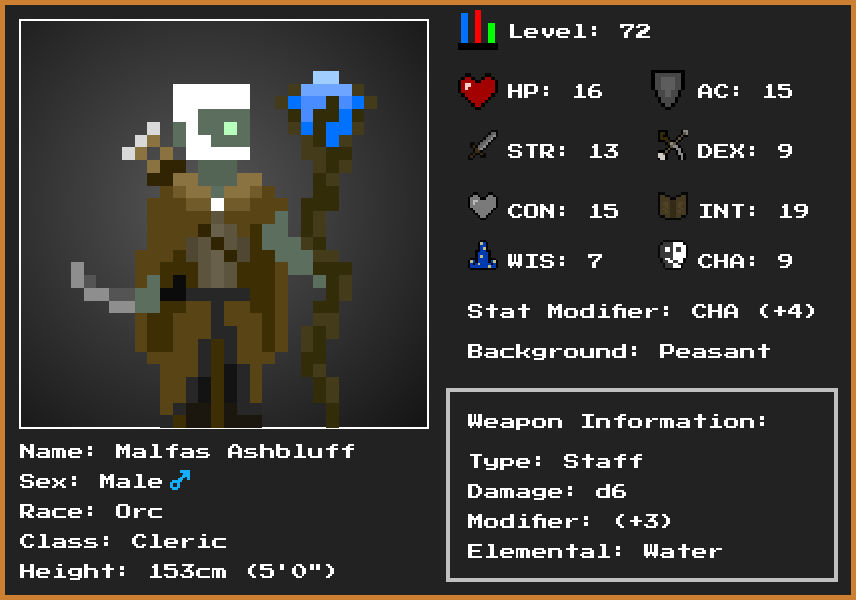 Level: 72
HP: 16 AC: 15
STR: 13 DEX: 9
CON: 15 INT: 19
WIS: 7 CHA: 9
Stat Modifier: CHA (+4)
Background: Peasant
Weapon Information:
Type: Staff
Damage: d6
Modifier: (+3)
Elemental: Water
Name: Malfas Ashbluff
Sex: Male♂
Race: Orc
Class: Cleric
Height: 153cm (5'0")